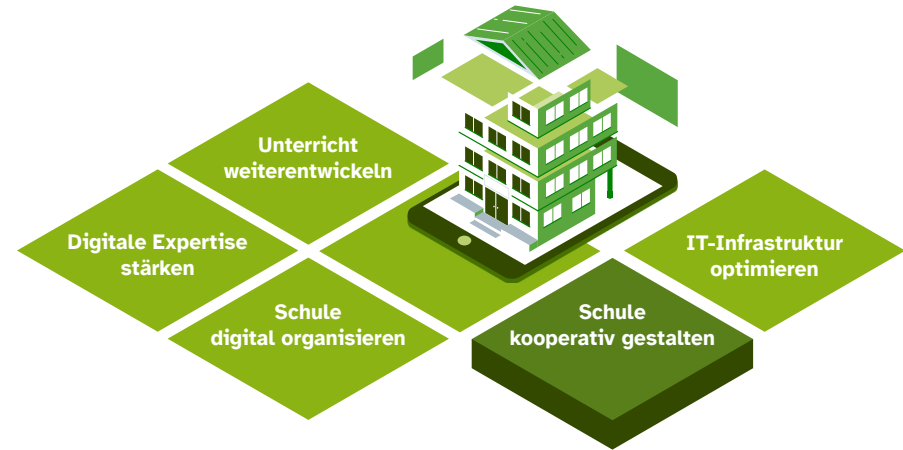 Unterricht
weiterentwickeln
Digitale Expertise
stärken
IT-Infrastruktur
optimieren
Schule
digital organisieren
Schule
kooperativ gestalten